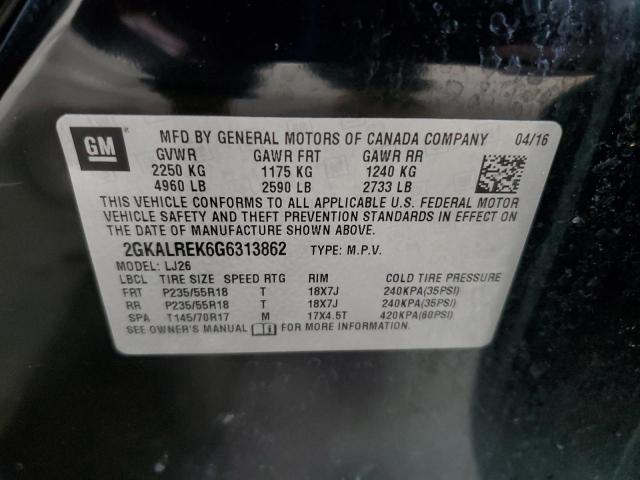 GM
MFD BY GENERAL MOTORS OF CANADA COMPANY 04/16
GVWR GAWR FRT GAWR RR
2250 KG 1175 KG 1240 KG
4960 LB 2590 LB 2733 LB
THIS VEHICLE CONFORMS TO ALL APPLICABLE U.S. FEDERAL MOTOR
VEHICLE SAFETY AND THEFT PREVENTION STANDARDS IN EFFECT ON
THE DATE OF MANUFACTURE SHOWN ABOVE.
2GKALREK6G6313862 TYPE: M.P.V.
MODEL: LJ26
LBCL TIRE SIZE SPEED RTG RIM COLD TIRE PRESSURE
FRT P235/55R18 T 18X7J 240KPA(35PSI)
RR P235/55R18 T 18X7J 240KPA(35PSI)
SPA T145/70R17 M 17X4.5T 420KPA(60PSI)
SEE OWNER'S MANUAL FOR MORE INFORMATION